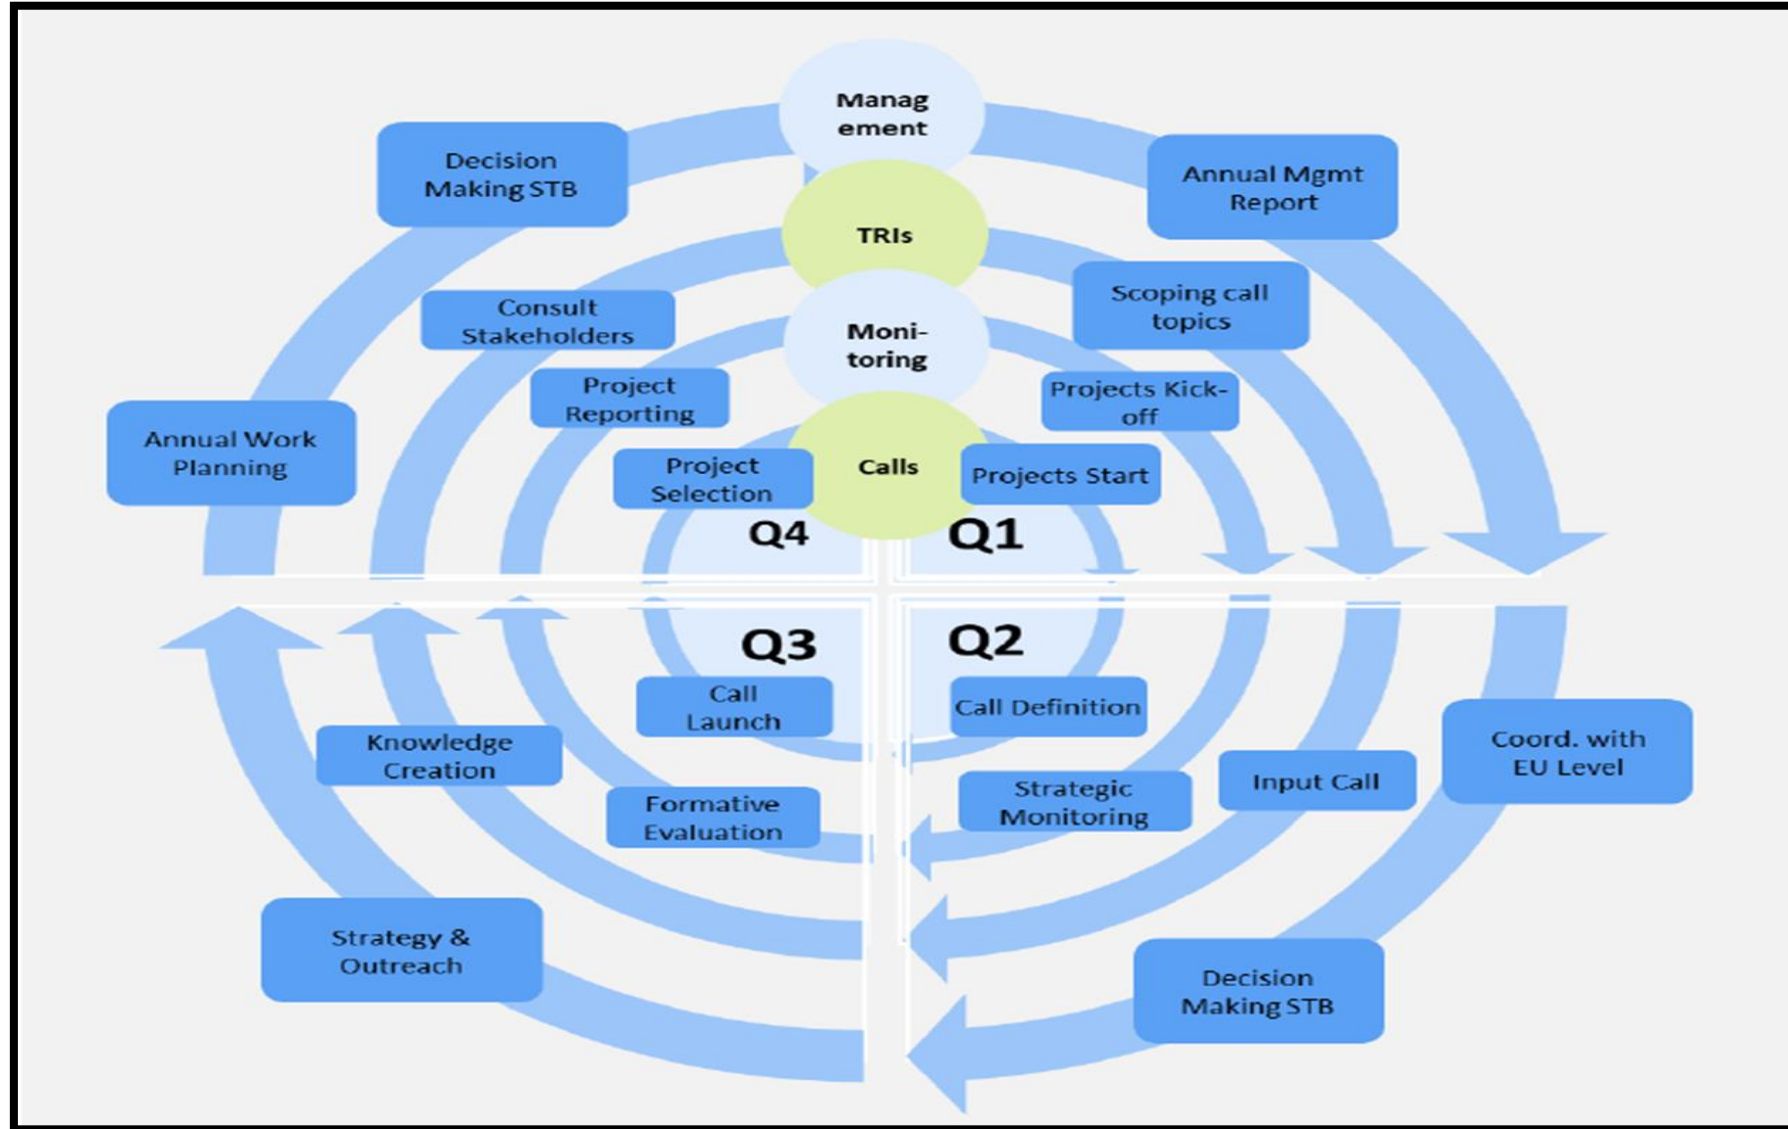 Manag
ement
Decision
Making STB
Annual Mgmt
Report
TRIs
Consult
Stakeholders
Scoping call
topics
Moni-
toring
Project
Reporting
Projects Kick-
off
Annual Work
Planning
Project
Selection
Calls
Projects Start
Q4
Q1
Q3
Q2
Call
Launch
Call Definition
Knowledge
Creation
Coord. with
EU Level
Formative
Evaluation
Strategic
Monitoring
Input Call
Strategy &
Outreach
Decision
Making STB